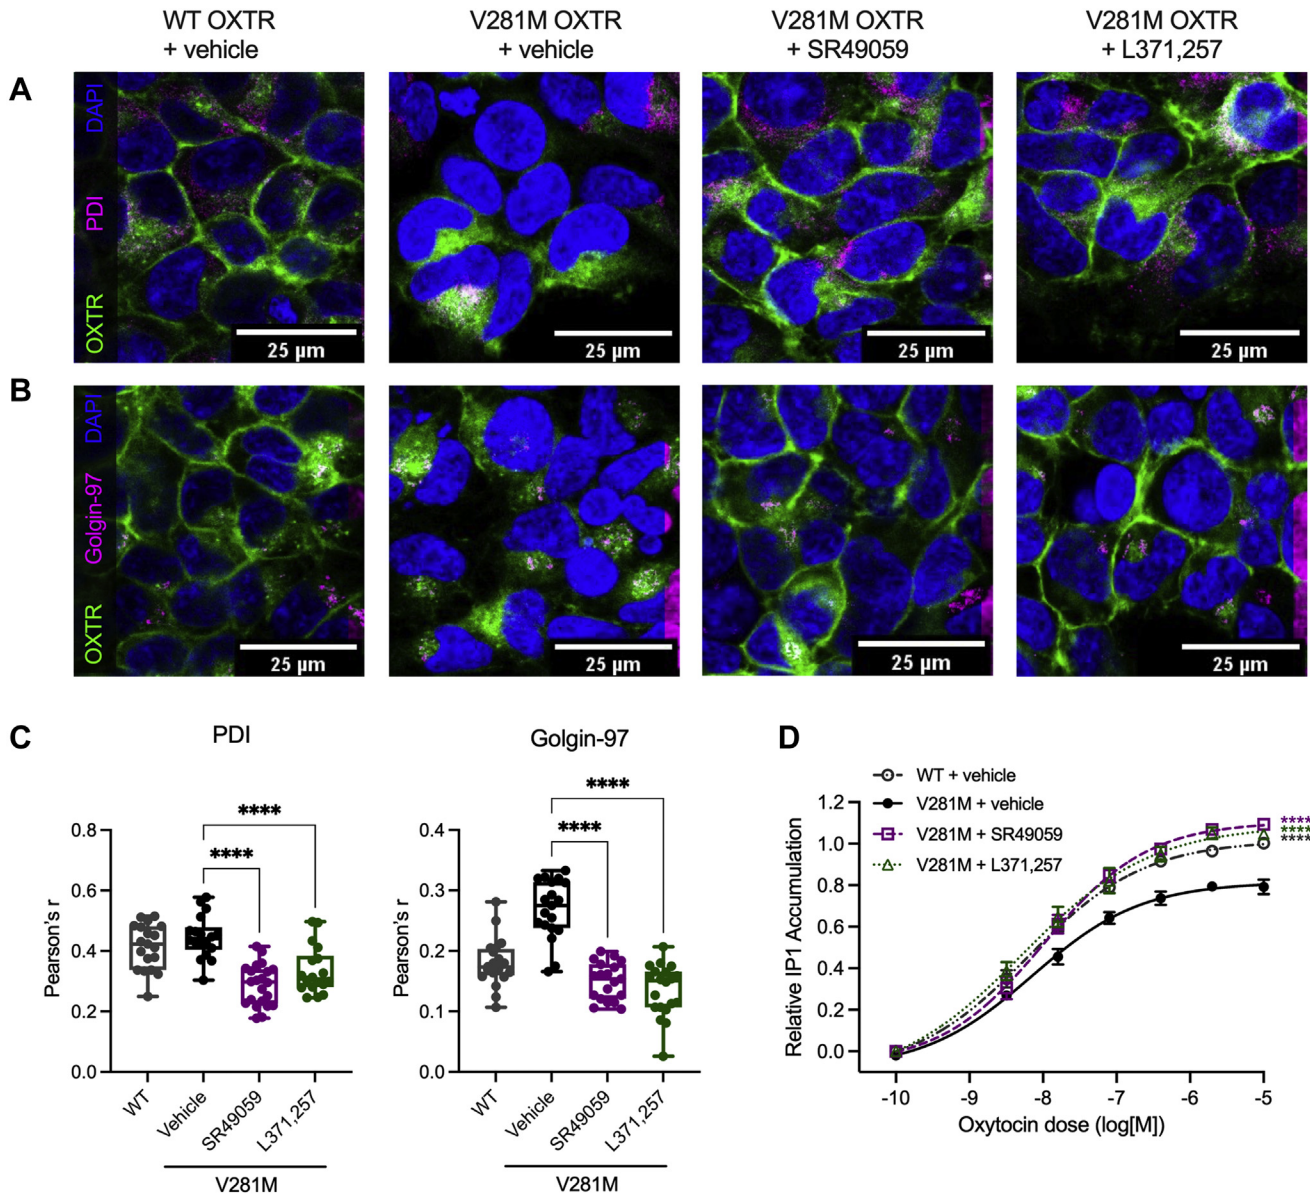 WT OXTR
+ vehicle
V281M OXTR
+ vehicle
V281M OXTR
+ SR49059
V281M OXTR
+ L371,257
A
OXTR PDI DAPI
25 µm
25 µm
25 µm
25 µm
B
OXTR Golgin-97 DAPI
25 µm
25 µm
25 µm
25 µm
C
PDI
****
****
Pearson's r
0.8
0.6
0.4
0.2
0.0
WT
Vehicle
SR49059
L371,257
V281M
Golgin-97
****
****
Pearson's r
0.4
0.3
0.2
0.1
0.0
WT
Vehicle
SR49059
L371,257
V281M
D
WT + vehicle
V281M + vehicle
V281M + SR49059
V281M + L371,257
Relative IP1 Accumulation
1.2
1.0
0.8
0.6
0.4
0.2
0.0
****
****
****
-10 -9 -8 -7 -6 -5
Oxytocin dose (log[M])